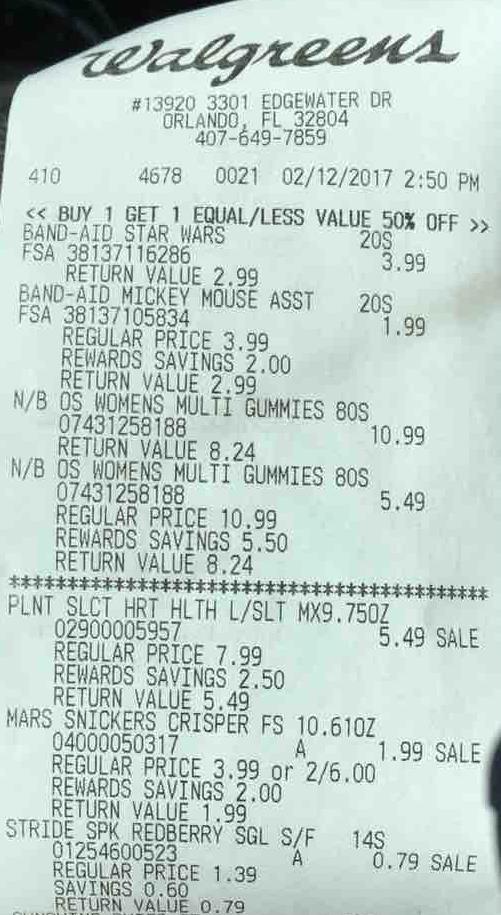 Walgreens
#13920 3301 EDGEWATER DR
ORLANDO, FL 32804
407-649-7859
410 4678 0021 02/12/2017 2:50 PM
<< BUY 1 GET 1 EQUAL/LESS VALUE 50% OFF >>
BAND-AID STAR WARS 20S
FSA 38137116286 3.99
RETURN VALUE 2.99
BAND-AID MICKEY MOUSE ASST 20S
FSA 38137105834 1.99
REGULAR PRICE 3.99
REWARDS SAVINGS 2.00
RETURN VALUE 2.99
N/B OS WOMENS MULTI GUMMIES 80S
07431258188 10.99
RETURN VALUE 8.24
N/B OS WOMENS MULTI GUMMIES 80S
07431258188 5.49
REGULAR PRICE 10.99
REWARDS SAVINGS 5.50
RETURN VALUE 8.24
******************************************
PLNT SLCT HRT HLTH L/SLT MX9.75OZ
02900005957 5.49 SALE
REGULAR PRICE 7.99
REWARDS SAVINGS 2.50
RETURN VALUE 5.49
MARS SNICKERS CRISPER FS 10.61OZ
04000050317 A 1.99 SALE
REGULAR PRICE 3.99 or 2/6.00
REWARDS SAVINGS 2.00
RETURN VALUE 1.99
STRIDE SPK REDBERRY SGL S/F 14S
01254600523 A 0.79 SALE
REGULAR PRICE 1.39
SAVINGS 0.60
RETURN VALUE 0.79